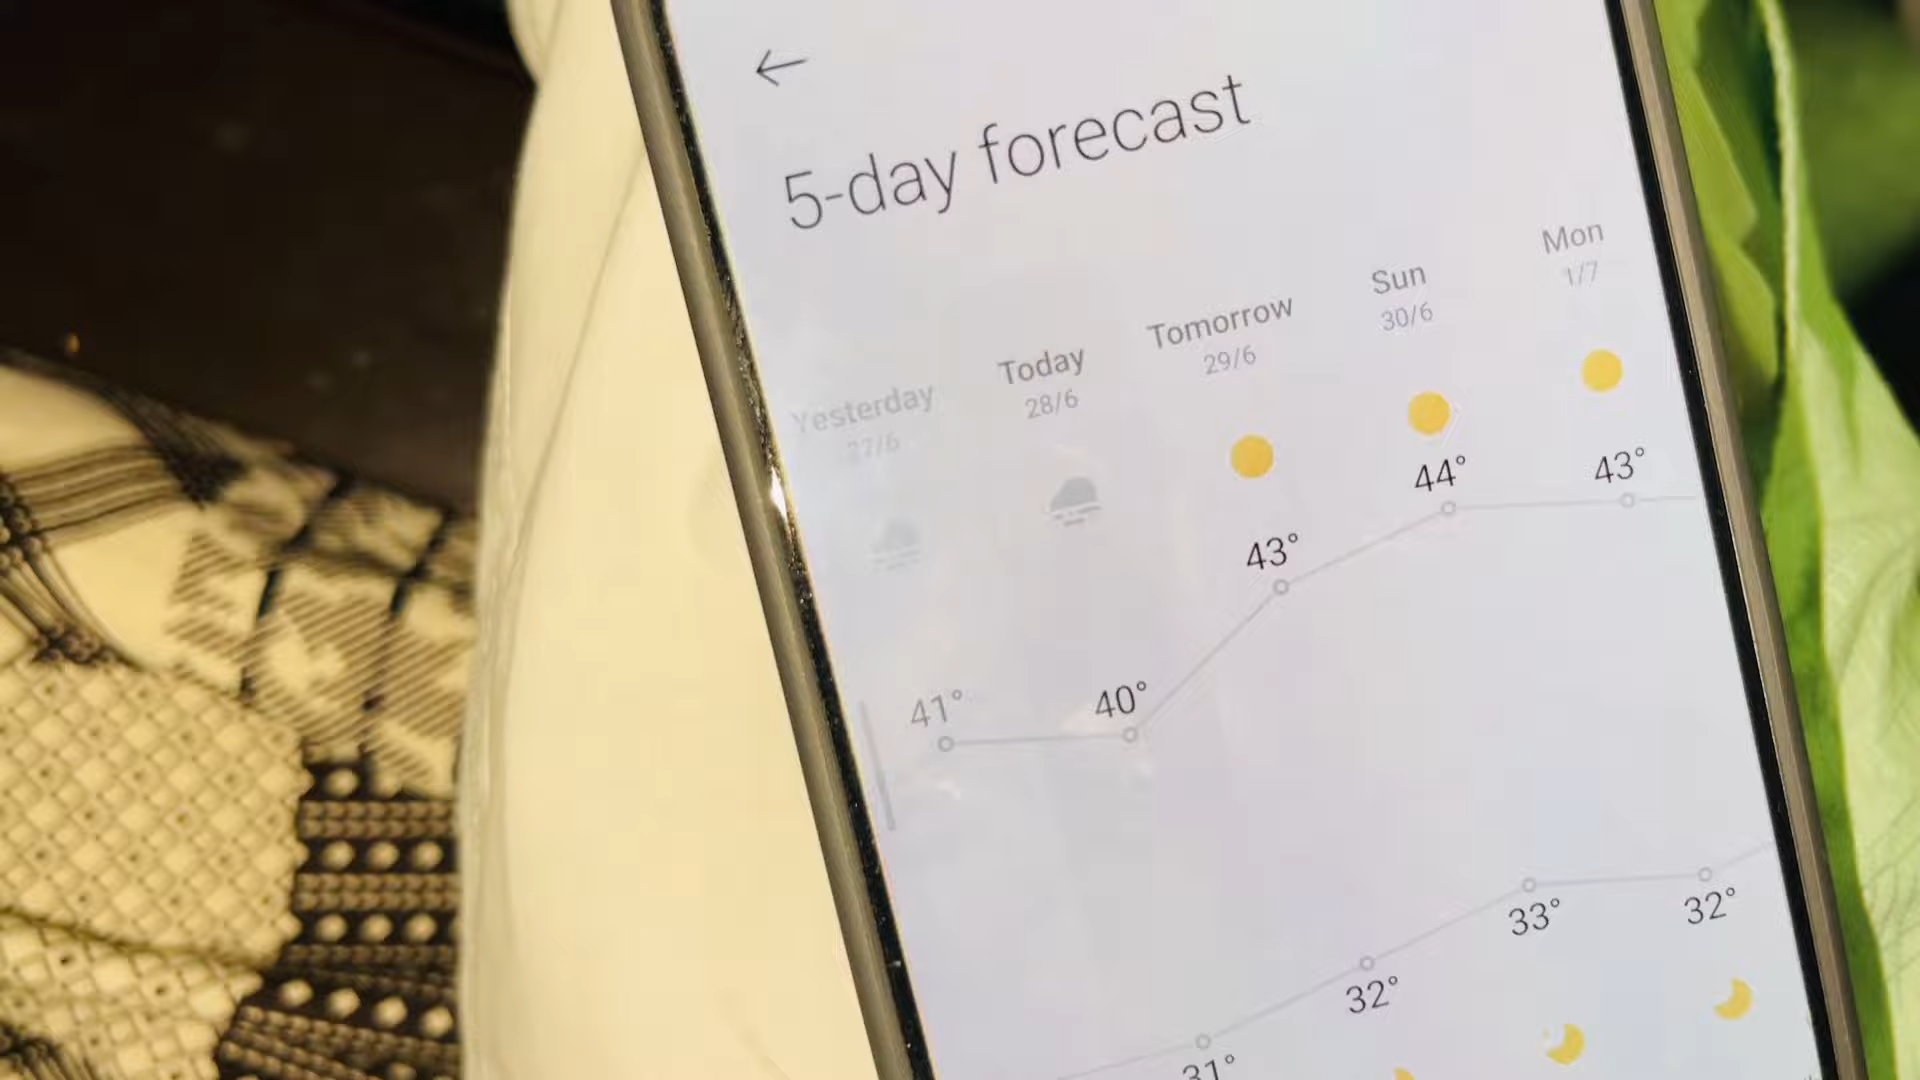 5-day forecast
Yesterday Today Tomorrow Sun Mon
27/6 28/6 29/6 30/6 1/7
41° 40° 43° 44° 43°
31° 32° 33° 32°